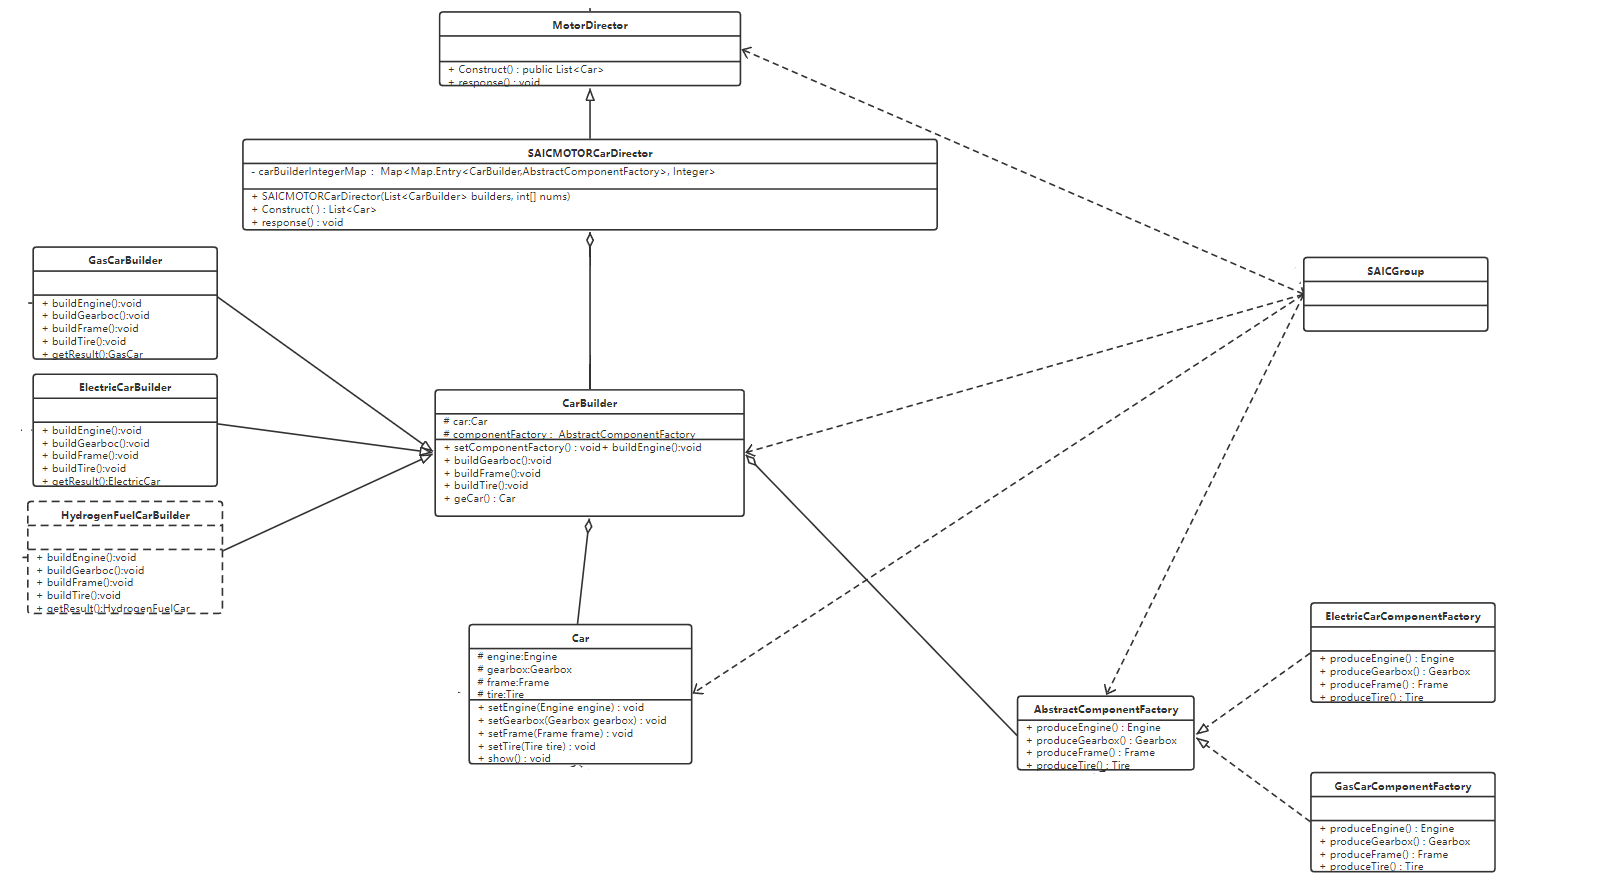 MotorDirector
+ Construct() : public List<Car>
+ response() : void
SAICMOTORCarDirector
- carBuilderIntegerMap : Map<Map.Entry<CarBuilder,AbstractComponentFactory>, Integer>
+ SAICMOTORCarDirector(List<CarBuilder> builders, int[] nums)
+ Construct( ) : List<Car>
+ response() : void
GasCarBuilder
+ buildEngine():void
+ buildGearboc():void
+ buildFrame():void
+ buildTire():void
+ getResult():GasCar
ElectricCarBuilder
+ buildEngine():void
+ buildGearboc():void
+ buildFrame():void
+ buildTire():void
+ getResult():ElectricCar
HydrogenFuelCarBuilder
+ buildEngine():void
+ buildGearboc():void
+ buildFrame():void
+ buildTire():void
+ getResult():HydrogenFuelCar
CarBuilder
# car:Car
# componentFactory : AbstractComponentFactory
+ setComponentFactory() : void+ buildEngine():void
+ buildGearboc():void
+ buildFrame():void
+ buildTire():void
+ geCar() : Car
Car
# engine:Engine
# gearbox:Gearbox
# frame:Frame
# tire:Tire
+ setEngine(Engine engine) : void
+ setGearbox(Gearbox gearbox) : void
+ setFrame(Frame frame) : void
+ setTire(Tire tire) : void
+ show() : void
SAICGroup
AbstractComponentFactory
+ produceEngine() : Engine
+ produceGearbox() : Gearbox
+ produceFrame() : Frame
+ produceTire() : Tire
ElectricCarComponentFactory
+ produceEngine() : Engine
+ produceGearbox() : Gearbox
+ produceFrame() : Frame
+ produceTire() : Tire
GasCarComponentFactory
+ produceEngine() : Engine
+ produceGearbox() : Gearbox
+ produceFrame() : Frame
+ produceTire() : Tire